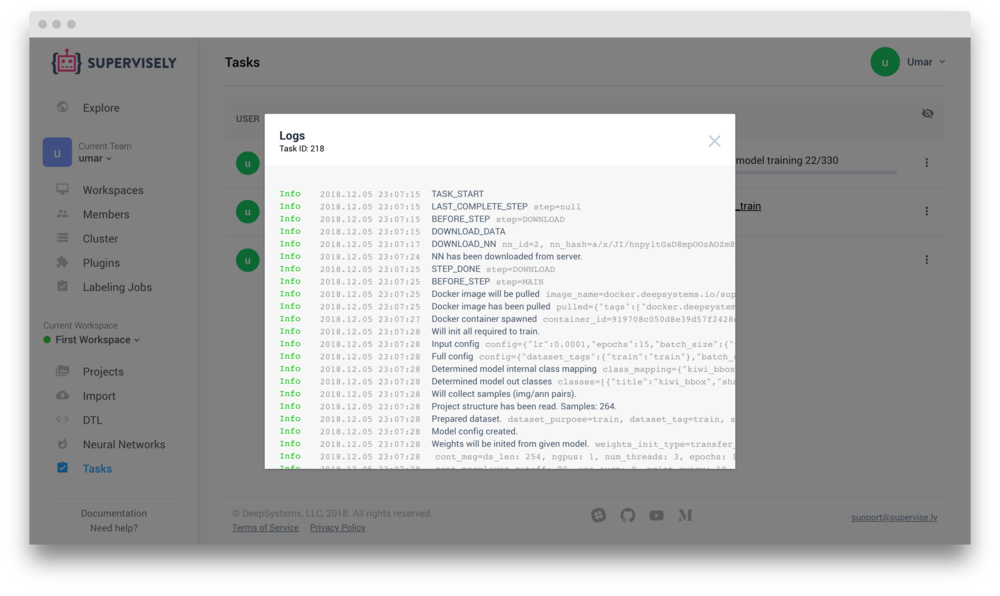 SUPERVISELY
Tasks
u
Umar
Explore
USER
u
Current Team
umar
Logs
Task ID: 218
u
model training 22/330
Workspaces
Members
Cluster
Plugins
Labeling Jobs
u
_train
u
Info 2018.12.05 23:07:15 TASK_START
Info 2018.12.05 23:07:15 LAST_COMPLETE_STEP step=null
Info 2018.12.05 23:07:15 BEFORE_STEP step=DOWNLOAD
Info 2018.12.05 23:07:15 DOWNLOAD_DATA
Info 2018.12.05 23:07:17 DOWNLOAD_NN nn_id=2, nn_hash=a/x/JI/hnpyltGaD8mpOOzAOZm8
Info 2018.12.05 23:07:24 NN has been downloaded from server.
Info 2018.12.05 23:07:25 STEP_DONE step=DOWNLOAD
Info 2018.12.05 23:07:25 BEFORE_STEP step=MAIN
Info 2018.12.05 23:07:25 Docker image will be pulled image_name=docker.deepsystems.io/sup
Info 2018.12.05 23:07:25 Docker image has been pulled pulled={"tags":["docker.deepsystem
Info 2018.12.05 23:07:27 Docker container spawned container_id=919708c050d8e39d57f2428
Info 2018.12.05 23:07:28 Will init all required to train.
Info 2018.12.05 23:07:28 Input config config={"lr":0.0001,"epochs":15,"batch_size":{"
Info 2018.12.05 23:07:28 Full config config={"dataset_tags":{"train":"train"},"batch_
Info 2018.12.05 23:07:28 Determined model internal class mapping class_mapping={"kiwi_bbox
Info 2018.12.05 23:07:28 Determined model out classes classes=[{"title":"kiwi_bbox","sha
Info 2018.12.05 23:07:28 Will collect samples (img/ann pairs).
Info 2018.12.05 23:07:28 Project structure has been read. Samples: 264.
Info 2018.12.05 23:07:28 Prepared dataset. dataset_purpose=train, dataset_tag=train, s
Info 2018.12.05 23:07:28 Model config created.
Info 2018.12.05 23:07:28 Weights will be inited from given model. weights_init_type=transfer_
Info 2018.12.05 23:07:28 cont_msg=ds_len: 254, ngpus: 1, num_threads: 3, epochs: 1
Current Workspace
First Workspace
Projects
Import
DTL
Neural Networks
Tasks
Documentation
Need help?
© DeepSystems, LLC, 2018. All rights reserved.
Terms of Service · Privacy Policy
support@supervise.ly